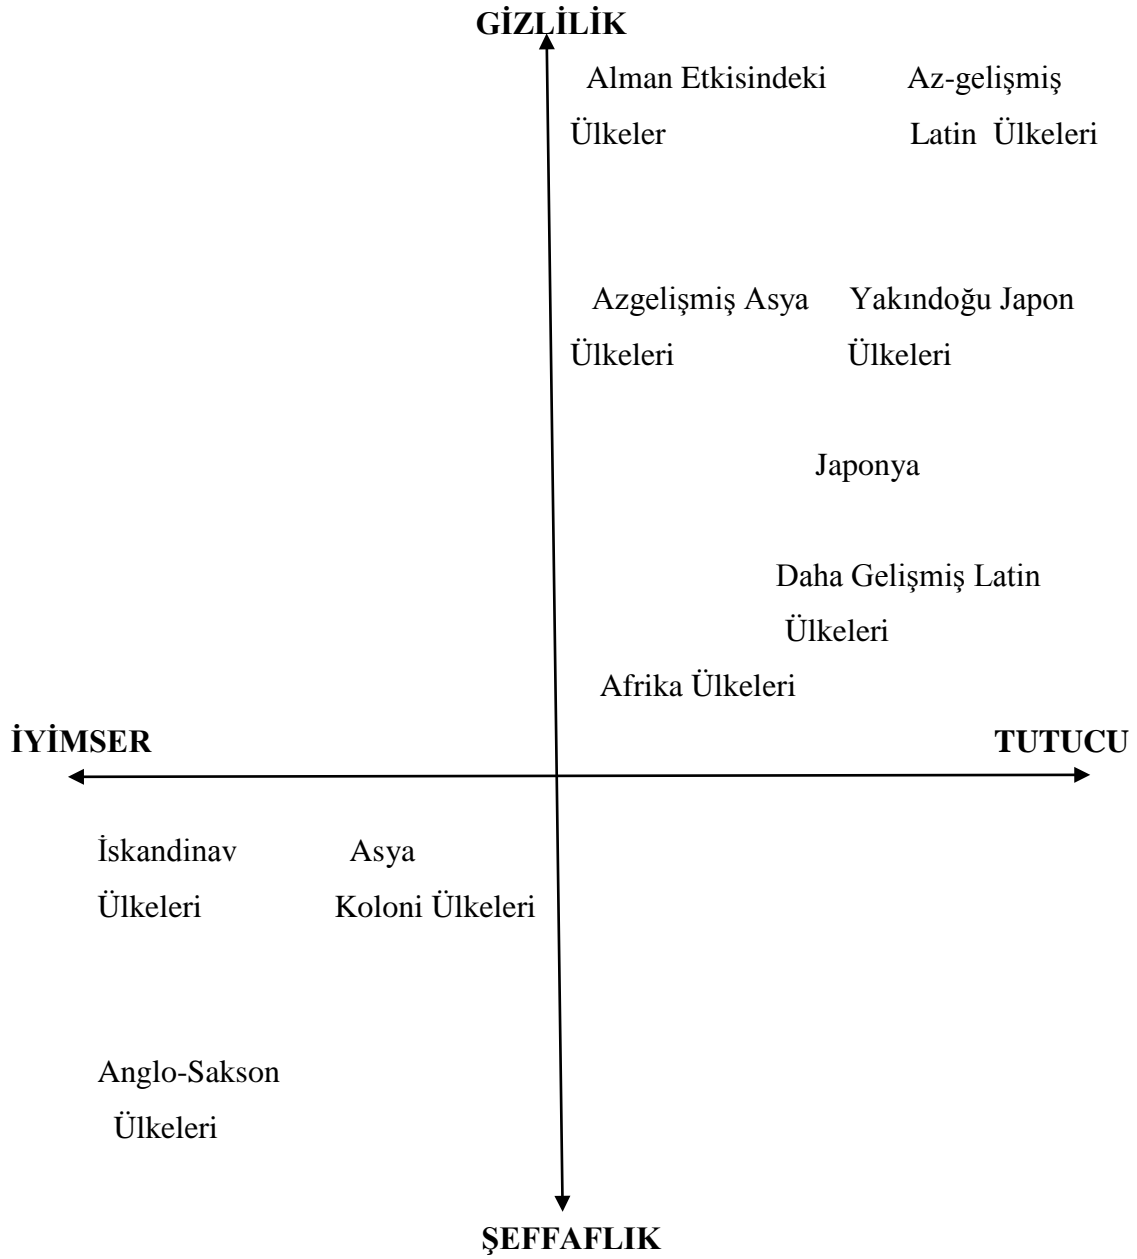 GİZLİLİK
Alman Etkisindeki Az-gelişmiş
Ülkeler Latin Ülkeleri
Azgelişmiş Asya Yakındoğu Japon
Ülkeleri Ülkeleri
Japonya
Daha Gelişmiş Latin
Ülkeleri
Afrika Ülkeleri
İYİMSER TUTUCU
İskandinav Asya
Ülkeleri Koloni Ülkeleri
Anglo-Sakson
Ülkeleri
ŞEFFAFLIK